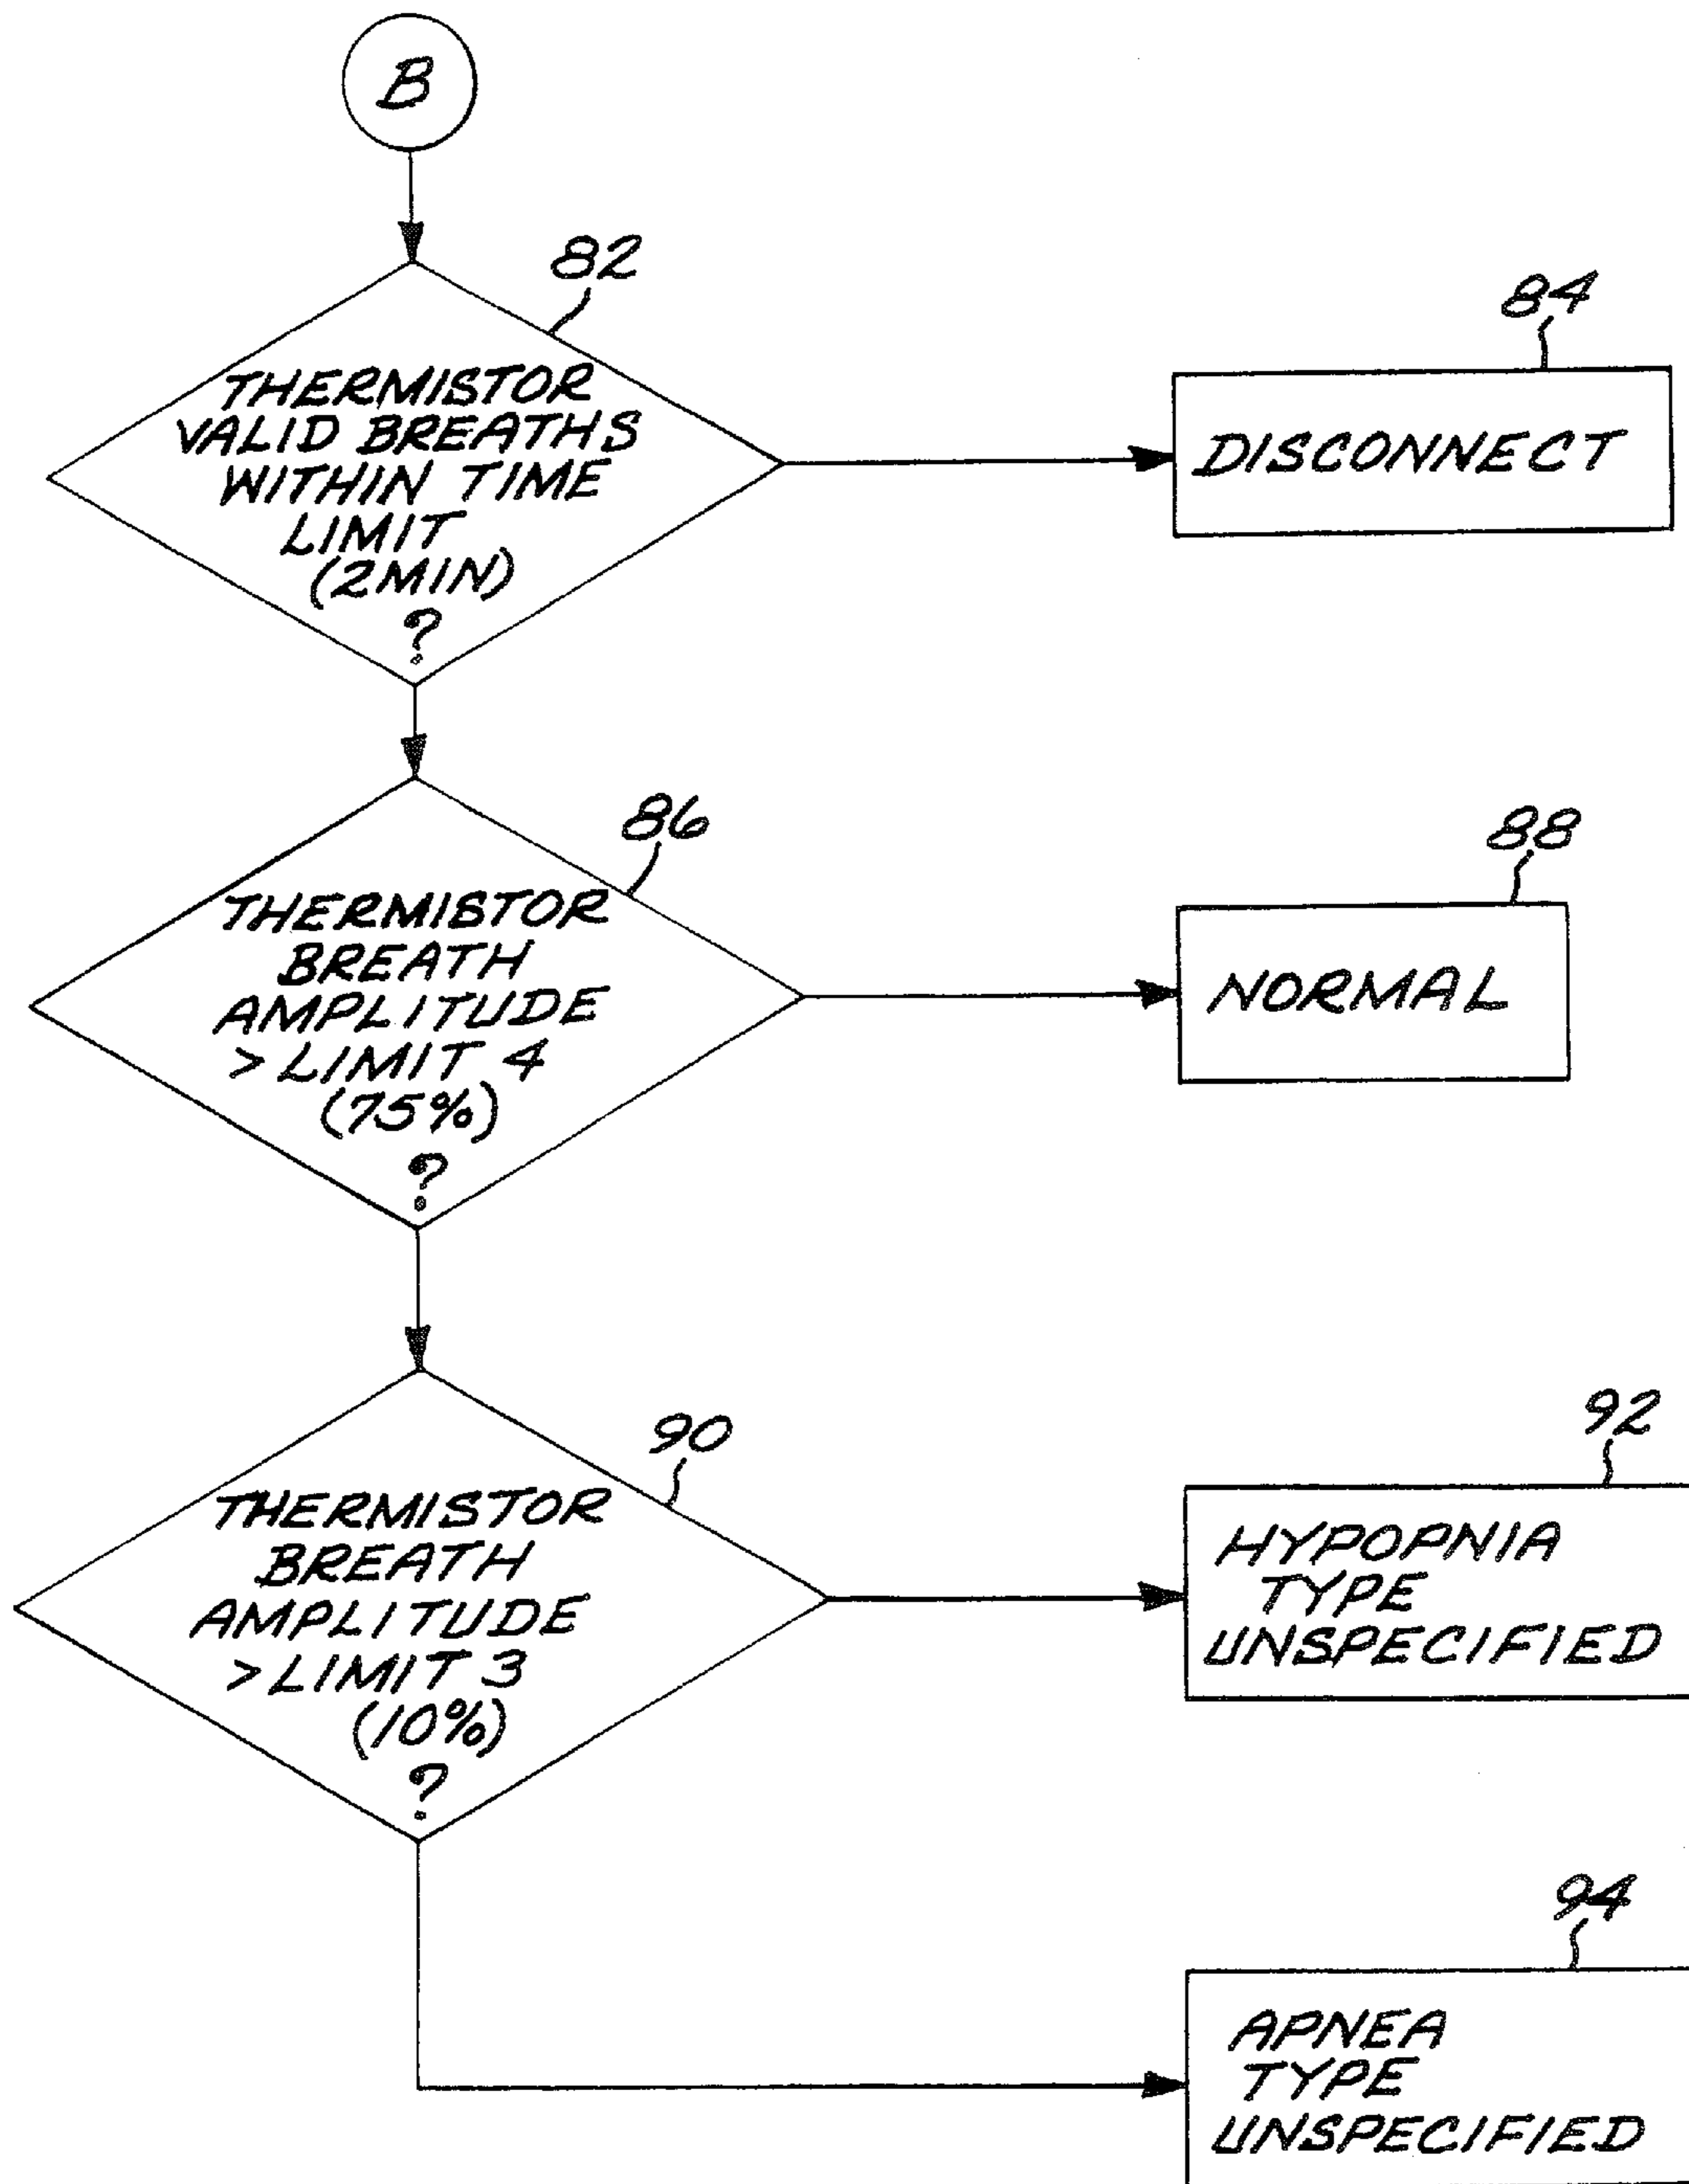 B
82
THERMISTOR
VALID BREATHS
WITHIN TIME
LIMIT
(2MIN)
?
84
DISCONNECT
86
THERMISTOR
BREATH
AMPLITUDE
> LIMIT 4
(75%)
?
88
NORMAL
90
THERMISTOR
BREATH
AMPLITUDE
> LIMIT 3
(10%)
?
92
HYPOPNIA
TYPE
UNSPECIFIED
94
APNEA
TYPE
UNSPECIFIED